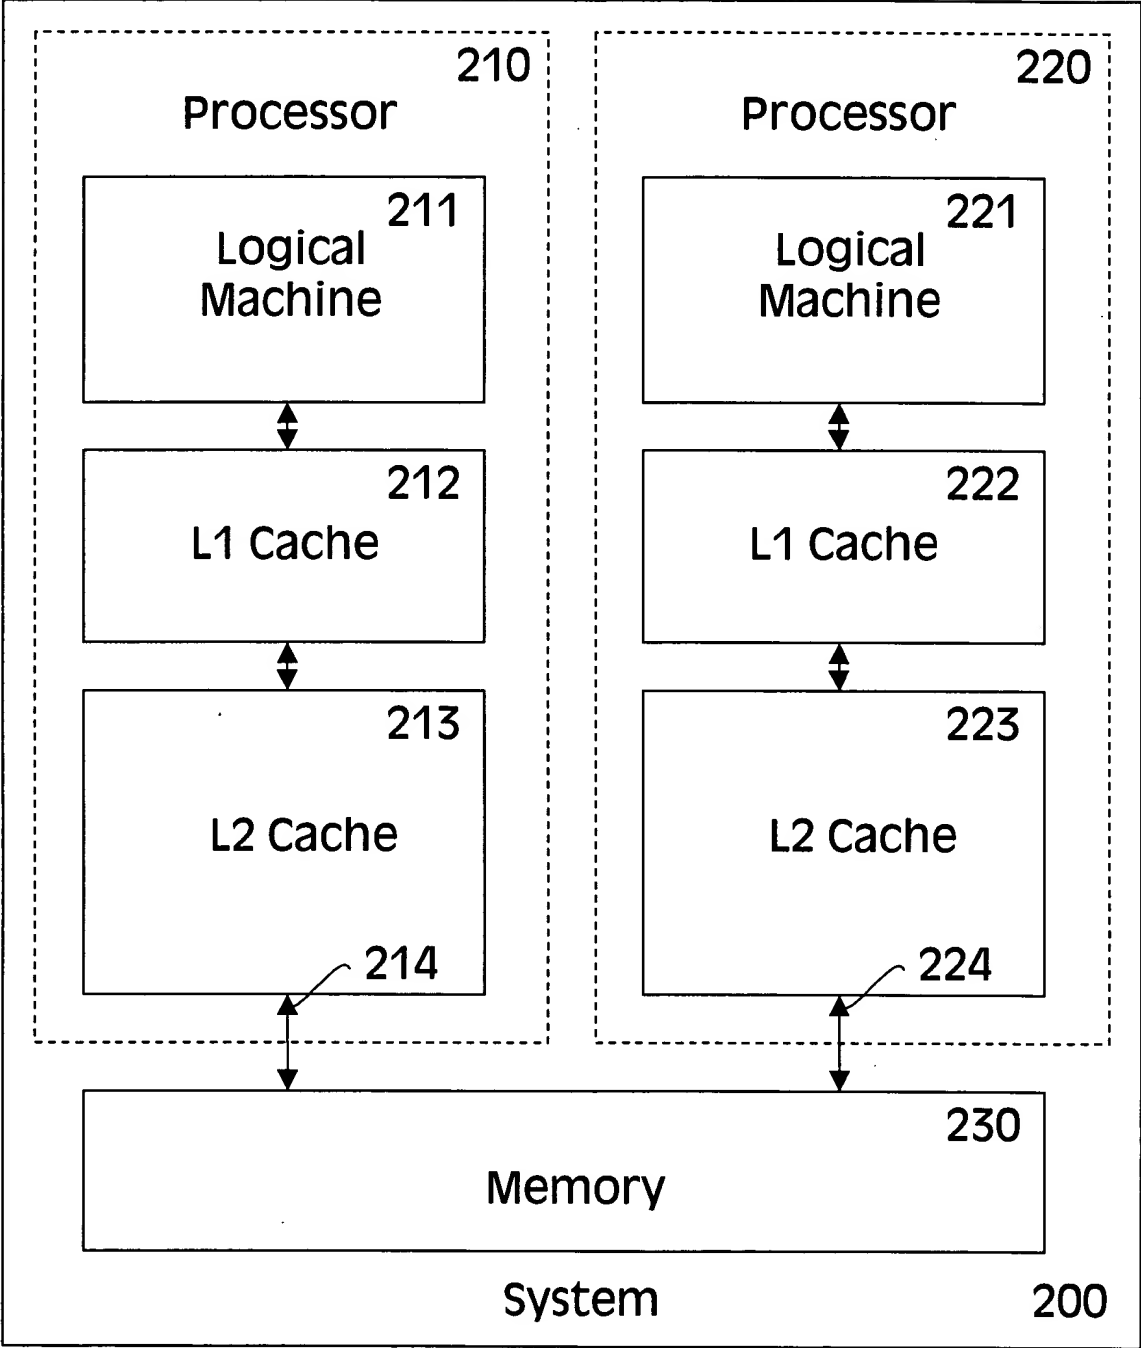 210
Processor
211
Logical
Machine
212
L1 Cache
213
L2 Cache
214
220
Processor
221
Logical
Machine
222
L1 Cache
223
L2 Cache
224
230
Memory
System
200